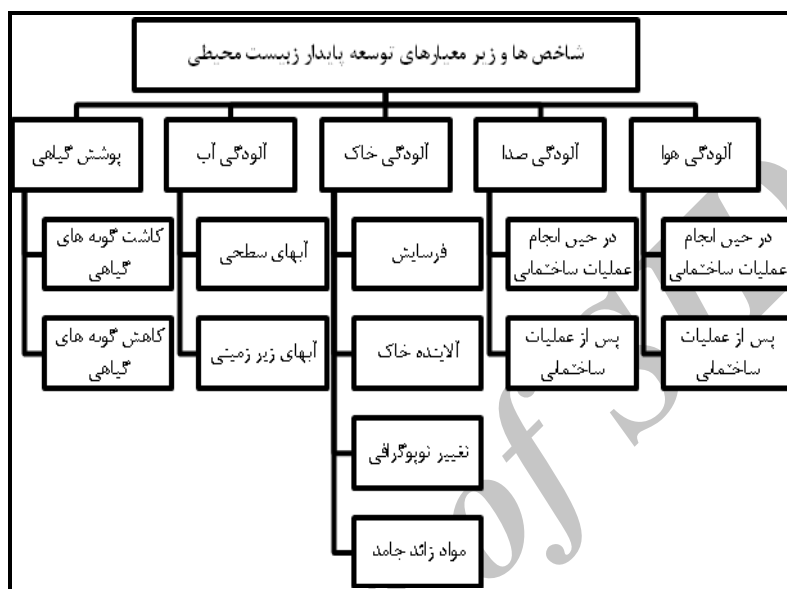 شاخص ها و زیر معیارهای توسعه پایدار زیست محیطی
آلودگی هوا
در حین انجام
عملیات ساختمانی
پس از عملیات
ساختمانی
آلودگی صدا
در حین انجام
عملیات ساختمانی
پس از عملیات
ساختمانی
آلودگی خاک
فرسایش
آلاینده خاک
تغییر توپوگرافی
مواد زائد جامد
آلودگی آب
آبهای سطحی
آبهای زیر زمینی
پوشش گیاهی
کاشت گونه های
گیاهی
کاهش گونه های
گیاهی
of